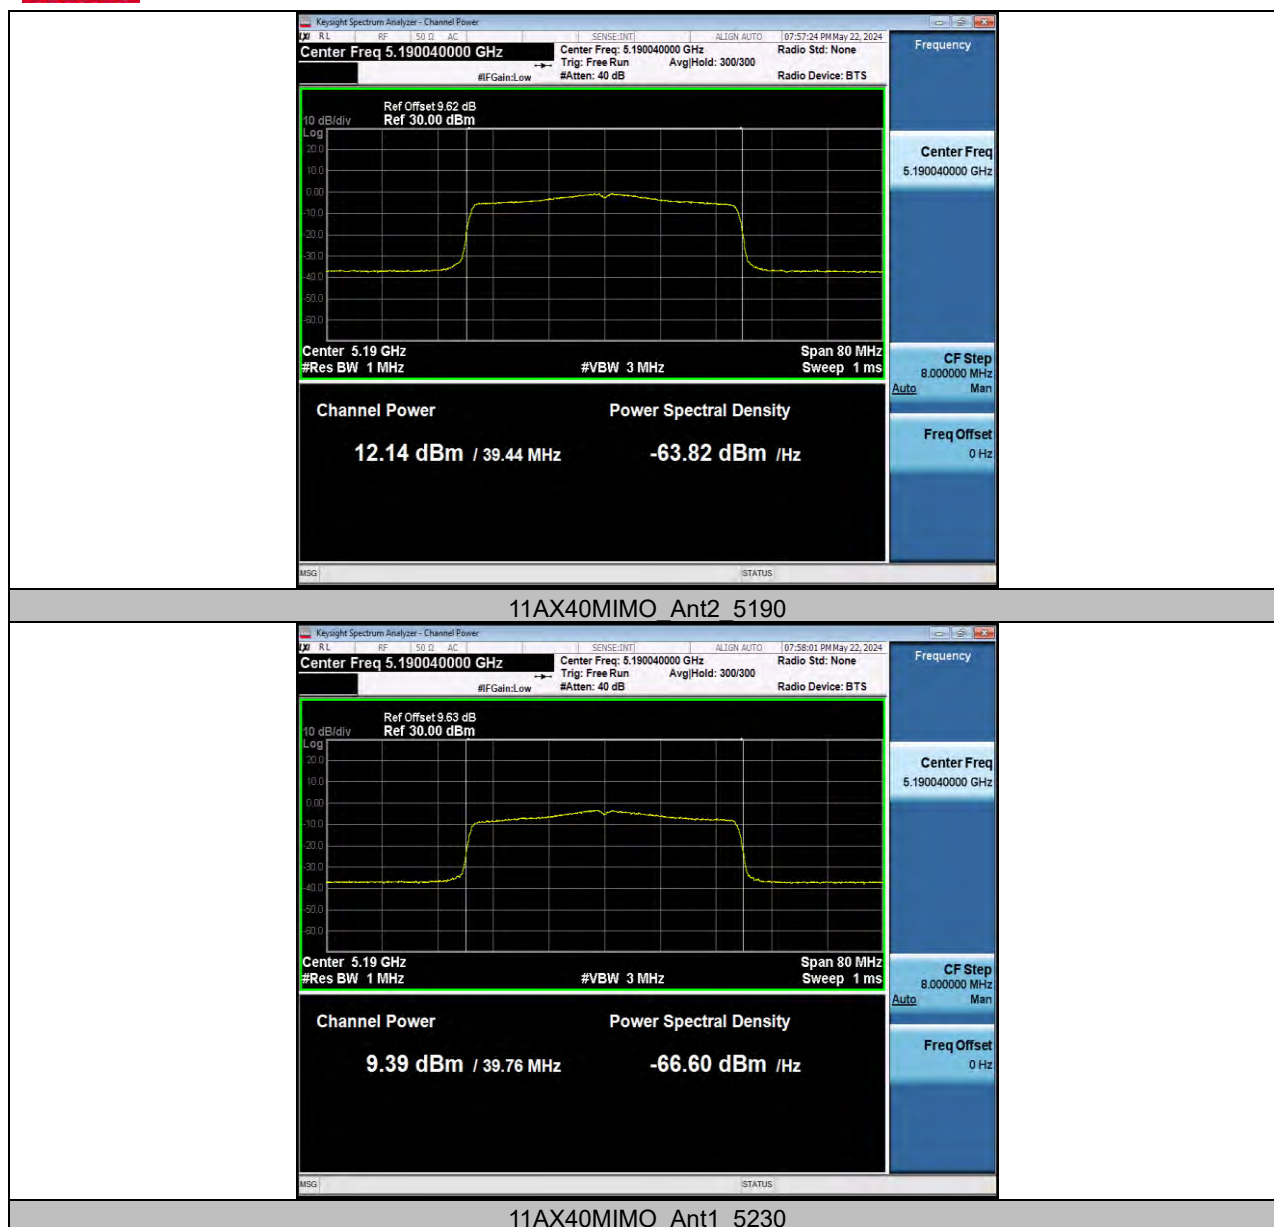 Keysight Spectrum Analyzer - Channel Power
RL RF 50 Ω AC SENSE:INT ALIGN AUTO 07:57:24 PM May 22, 2024
Center Freq 5.190040000 GHz
Center Freq: 5.190040000 GHz Radio Std: None
Trig: Free Run Avg|Hold: 300/300
#IFGain:Low #Atten: 40 dB Radio Device: BTS
Frequency
Ref Offset 9.62 dB
10 dB/div Ref 30.00 dBm
Log
20.0
10.0
0.00
-10.0
-20.0
-30.0
-40.0
-50.0
-60.0
Center 5.19 GHz Span 80 MHz
#Res BW 1 MHz #VBW 3 MHz Sweep 1 ms
Center Freq
5.190040000 GHz
CF Step
8.000000 MHz
Auto Man
Freq Offset
0 Hz
Channel Power Power Spectral Density
12.14 dBm / 39.44 MHz -63.82 dBm /Hz
MSG STATUS
11AX40MIMO_Ant2_5190
Keysight Spectrum Analyzer - Channel Power
RL RF 50 Ω AC SENSE:INT ALIGN AUTO 07:58:01 PM May 22, 2024
Center Freq 5.190040000 GHz
Center Freq: 5.190040000 GHz Radio Std: None
Trig: Free Run Avg|Hold: 300/300
#IFGain:Low #Atten: 40 dB Radio Device: BTS
Frequency
Ref Offset 9.63 dB
10 dB/div Ref 30.00 dBm
Log
20.0
10.0
0.00
-10.0
-20.0
-30.0
-40.0
-50.0
-60.0
Center 5.19 GHz Span 80 MHz
#Res BW 1 MHz #VBW 3 MHz Sweep 1 ms
Center Freq
5.190040000 GHz
CF Step
8.000000 MHz
Auto Man
Freq Offset
0 Hz
Channel Power Power Spectral Density
9.39 dBm / 39.76 MHz -66.60 dBm /Hz
MSG STATUS
11AX40MIMO_Ant1_5230